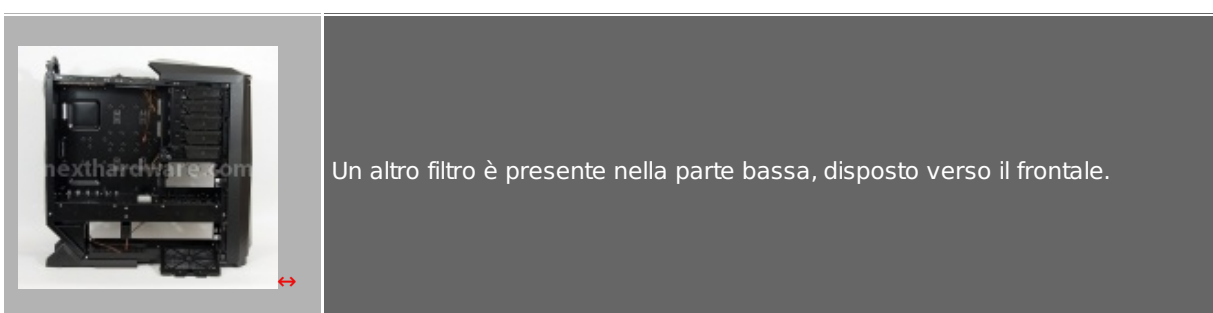 nexthardware.com
Un altro filtro è presente nella parte bassa, disposto verso il frontale.
↔